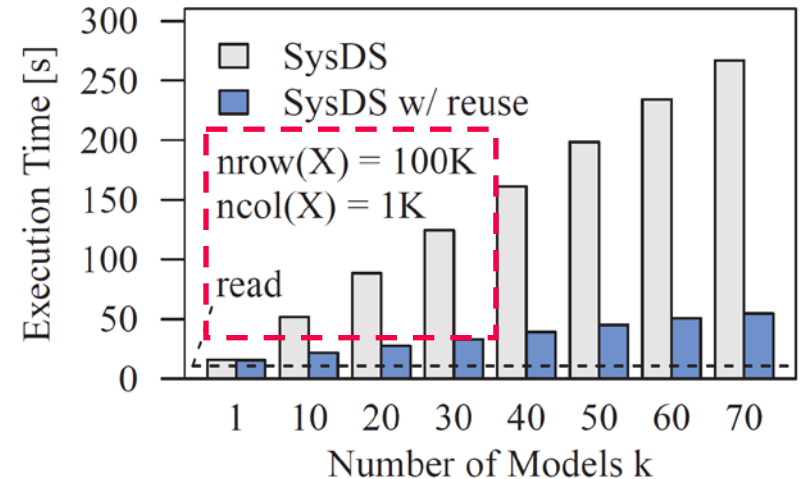 Execution Time [s]
300
250
200
150
100
50
0
SysDS
SysDS w/ reuse
nrow(X) = 100K
ncol(X) = 1K
read
1 10 20 30 40 50 60 70
Number of Models k